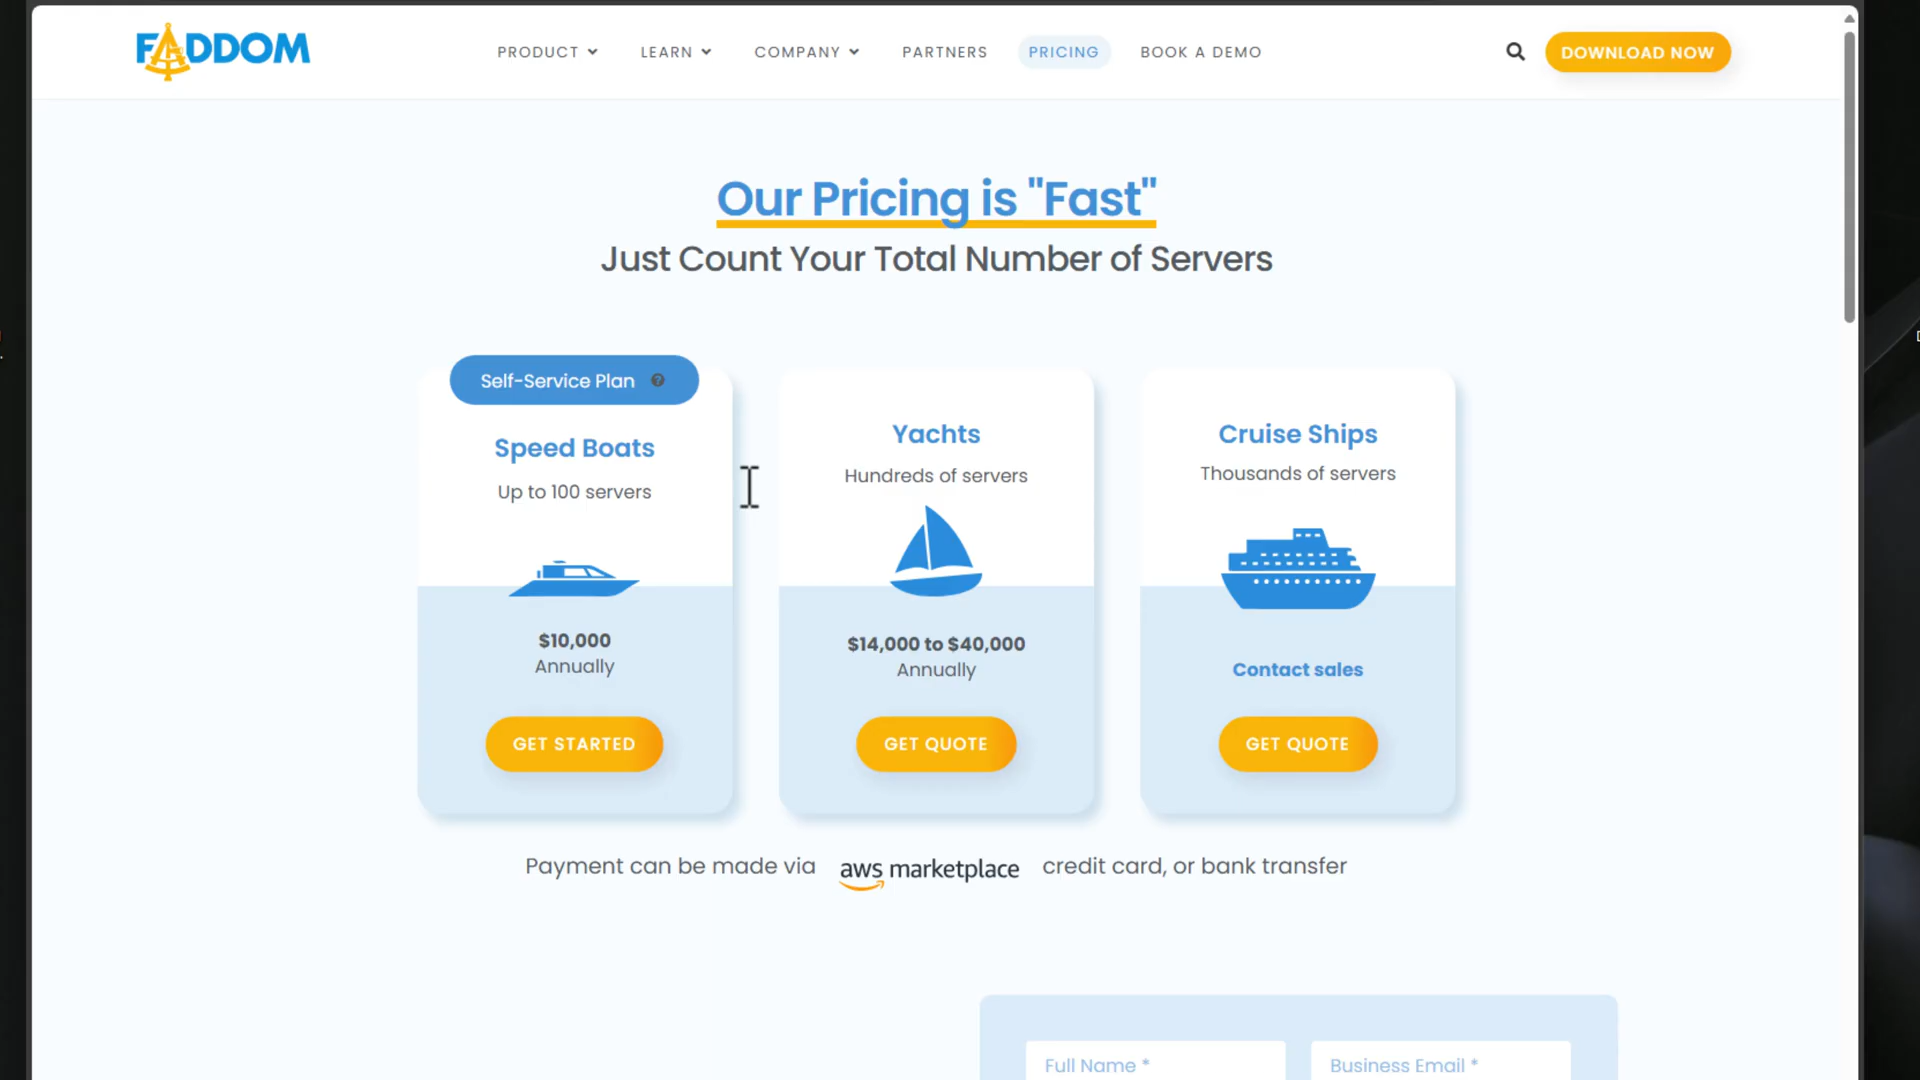 FADDOM
PRODUCT
LEARN
COMPANY
PARTNERS
PRICING
BOOK A DEMO
DOWNLOAD NOW
Our Pricing is "Fast"
Just Count Your Total Number of Servers
Self-Service Plan ?
Speed Boats
Up to 100 servers
$10,000
Annually
GET STARTED
Yachts
Hundreds of servers
$14,000 to $40,000
Annually
GET QUOTE
Cruise Ships
Thousands of servers
Contact sales
GET QUOTE
Payment can be made via aws marketplace credit card, or bank transfer
Full Name *
Business Email *